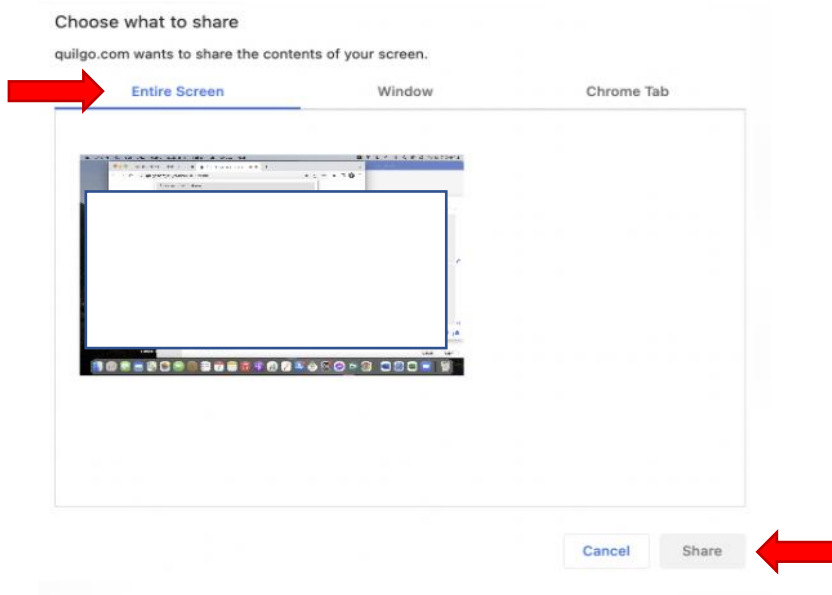 Choose what to share
quilgo.com wants to share the contents of your screen.
Entire Screen Window Chrome Tab
Cancel Share